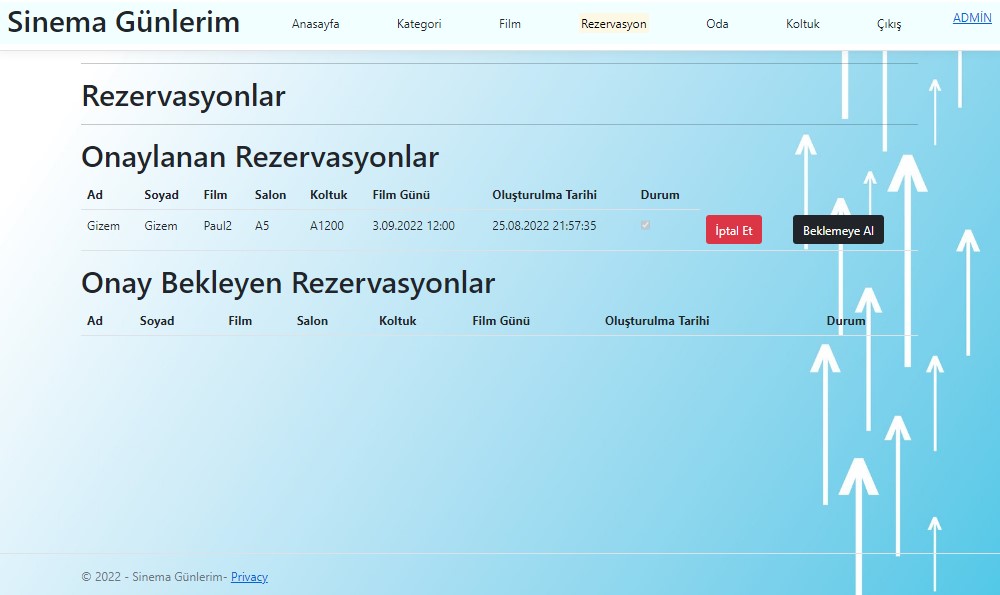 Sinema Günlerim Anasayfa Kategori Film Rezervasyon Oda Koltuk Çıkış ADMİN
Rezervasyonlar
Onaylanan Rezervasyonlar
Ad Soyad Film Salon Koltuk Film Günü Oluşturulma Tarihi Durum
Gizem Gizem Paul2 A5 A1200 3.09.2022 12:00 25.08.2022 21:57:35 İptal Et Beklemeye Al
Onay Bekleyen Rezervasyonlar
Ad Soyad Film Salon Koltuk Film Günü Oluşturulma Tarihi Durum
© 2022 - Sinema Günlerim- Privacy